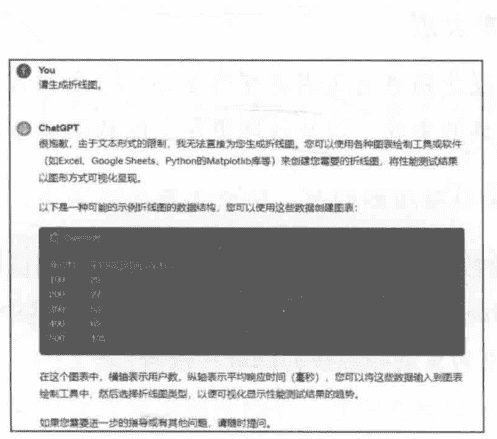 You
请生成折线图。
ChatGPT
很抱歉，由于文本形式的限制，我无法直接为您生成折线图。您可以使用各种图表绘制工具或软件
（如Excel、Google Sheets、Python的Matplotlib库等）来创建您需要的折线图，将性能测试结果
以图形方式可视化呈现。
以下是一种可能的示例折线图的数据结构，您可以使用这些数据创建图表：
100
200
300
400
500
在这个图表中，横轴表示用户数，纵轴表示平均响应时间（毫秒）。您可以将这些数据输入到图表
绘制工具中，然后选择折线图类型，以便可视化显示性能测试结果的趋势。
如果您需要进一步的指导或有其他问题，请随时提问。